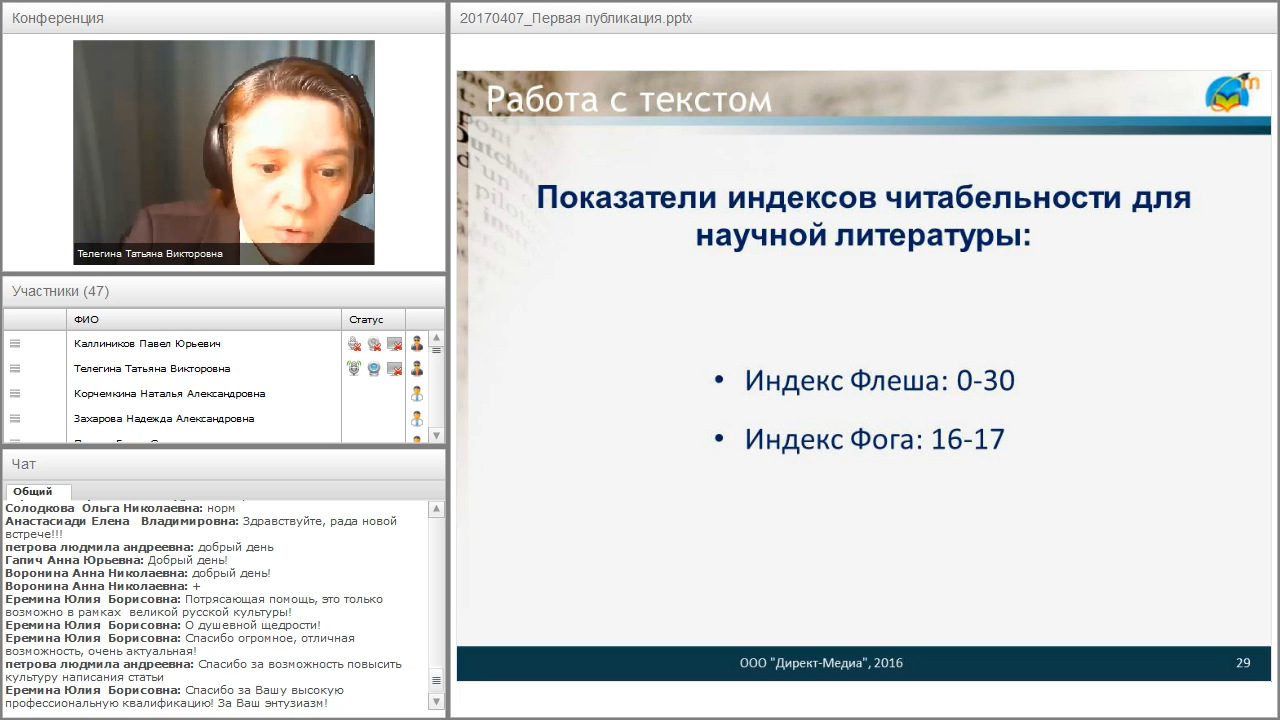 Конференция
Телегина Татьяна Викторовна
Участники (47)
ФИО Статус
Каллиников Павел Юрьевич
Телегина Татьяна Викторовна
Корчемкина Наталья Александровна
Захарова Надежда Александровна
Чат
Общий
Солодкова Ольга Николаевна: норм
Анастасиади Елена Владимировна: Здравствуйте, рада новой
встрече!!!
петрова людмила андреевна: добрый день
Гапич Анна Юрьевна: Добрый день!
Воронина Анна Николаевна: добрый день!
Воронина Анна Николаевна: +
Еремина Юлия Борисовна: Потрясающая помощь, это только
возможно в рамках великой русской культуры!
Еремина Юлия Борисовна: О душевной щедрости!
Еремина Юлия Борисовна: Спасибо огромное, отличная
возможность, очень актуальная!
петрова людмила андреевна: Спасибо за возможность повысить
культуру написания статьи
Еремина Юлия Борисовна: Спасибо за Вашу высокую
профессиональную квалификацию! За Ваш энтузиазм!
20170407_Первая публикация.pptx
Работа с текстом
Показатели индексов читабельности для
научной литературы:
• Индекс Флеша: 0-30
• Индекс Фога: 16-17
ООО "Директ-Медиа", 2016
29